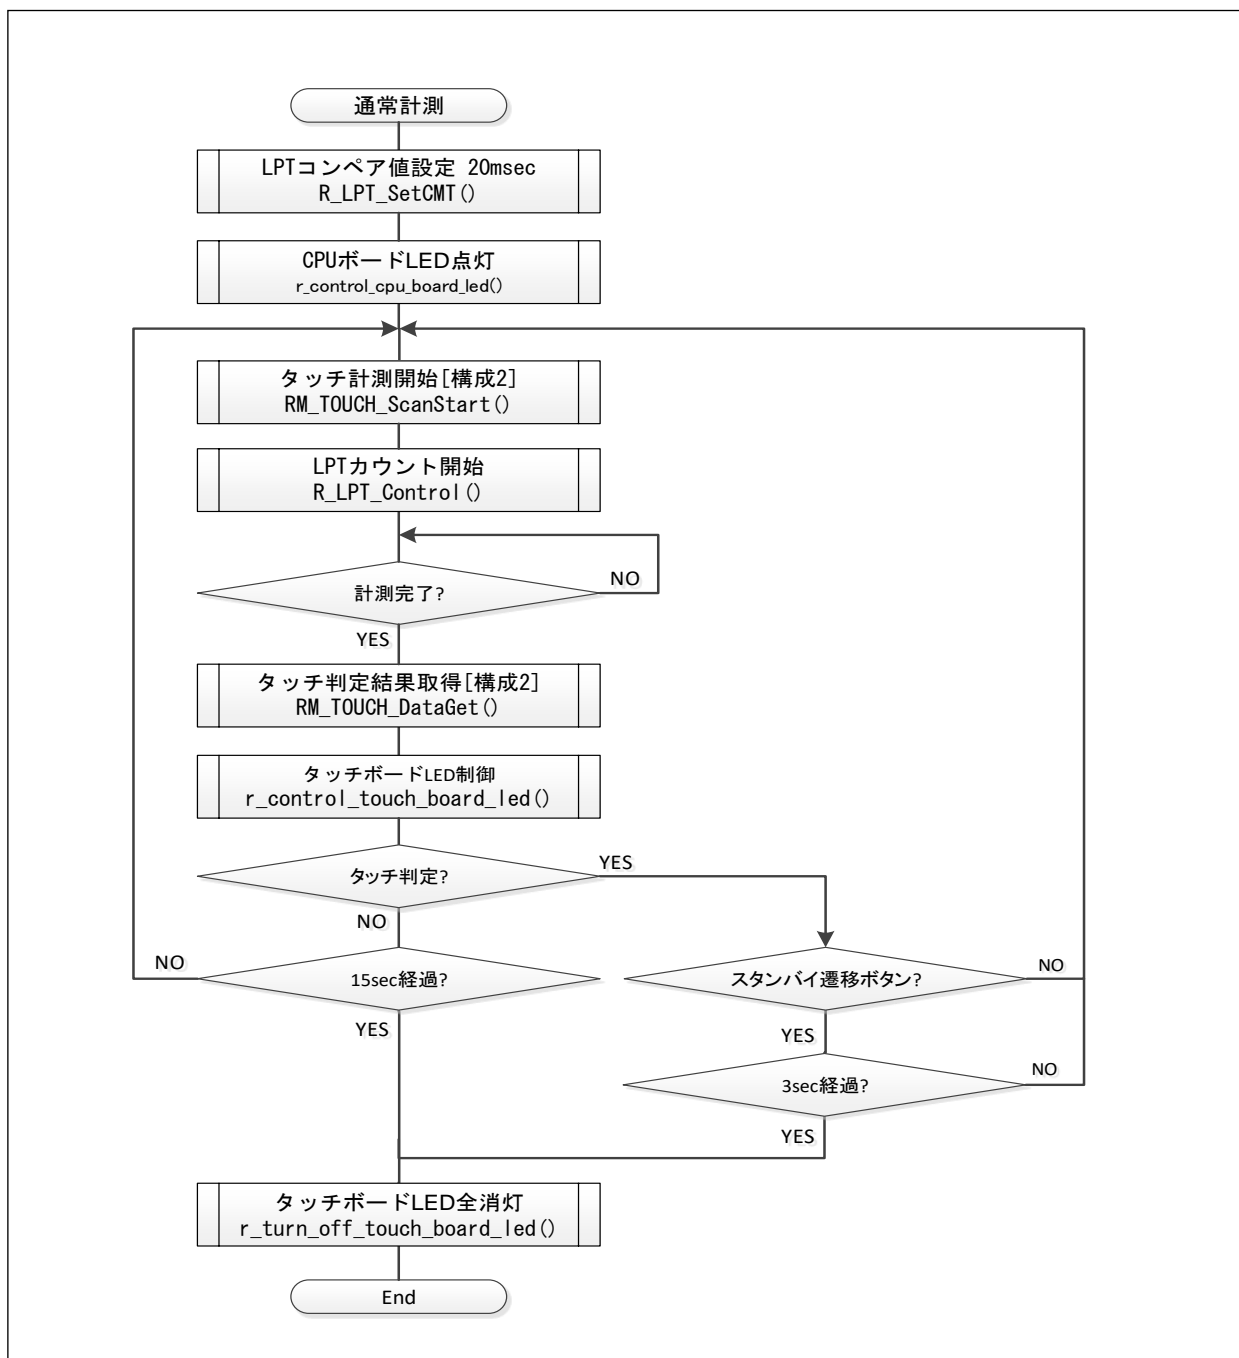 通常計測
LPTコンペア値設定 20msec
R_LPT_SetCMT()
CPUボードLED点灯
r_control_cpu_board_led()
タッチ計測開始[構成2]
RM_TOUCH_ScanStart()
LPTカウント開始
R_LPT_Control()
計測完了?
NO
YES
タッチ判定結果取得[構成2]
RM_TOUCH_DataGet()
タッチボードLED制御
r_control_touch_board_led()
タッチ判定?
YES
NO
NO
15sec経過?
YES
スタンバイ遷移ボタン?
NO
YES
3sec経過?
NO
YES
タッチボードLED全消灯
r_turn_off_touch_board_led()
End